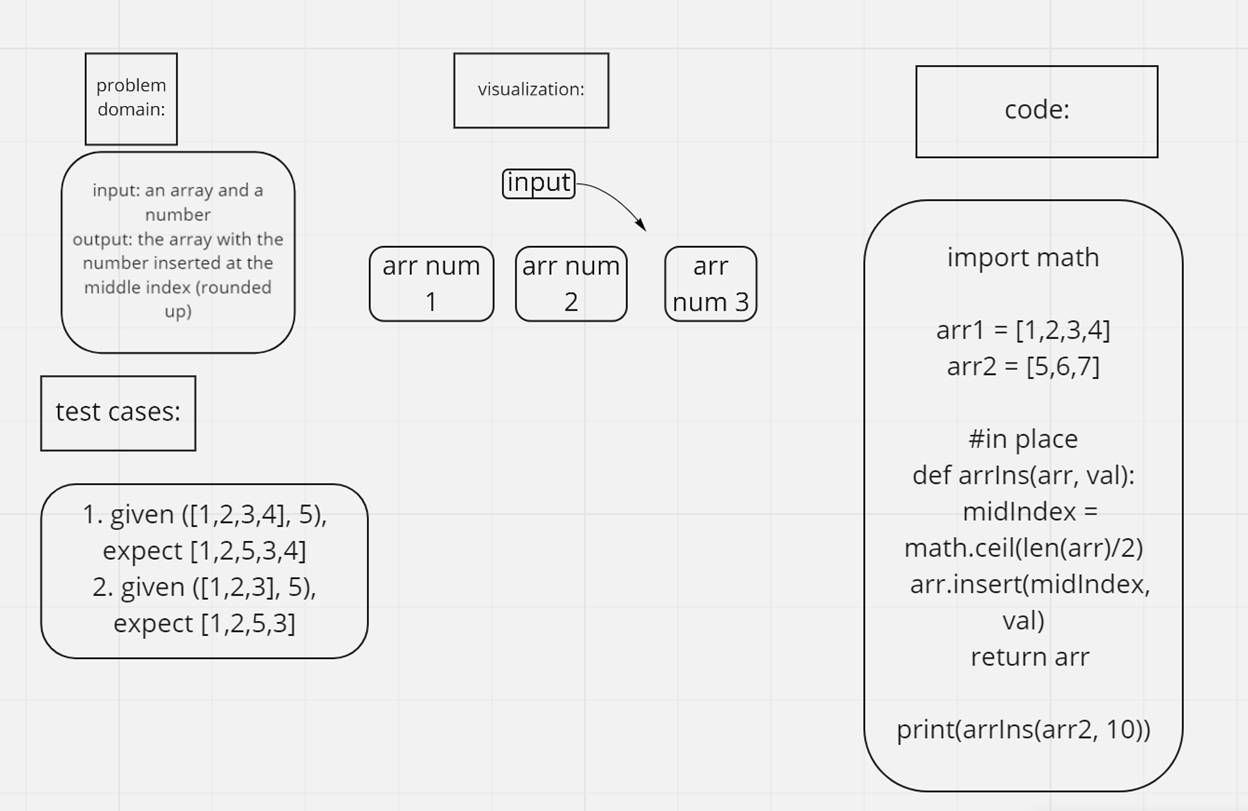 problem
domain:
input: an array and a
number
output: the array with the
number inserted at the
middle index (rounded
up)
test cases:
1. given ([1,2,3,4], 5),
expect [1,2,5,3,4]
2. given ([1,2,3], 5),
expect [1,2,5,3]
visualization:
input
arr num
1
arr num
2
arr
num 3
code:
import math
arr1 = [1,2,3,4]
arr2 = [5,6,7]
#in place
def arrIns(arr, val):
midIndex =
math.ceil(len(arr)/2)
arr.insert(midIndex,
val)
return arr
print(arrIns(arr2, 10))